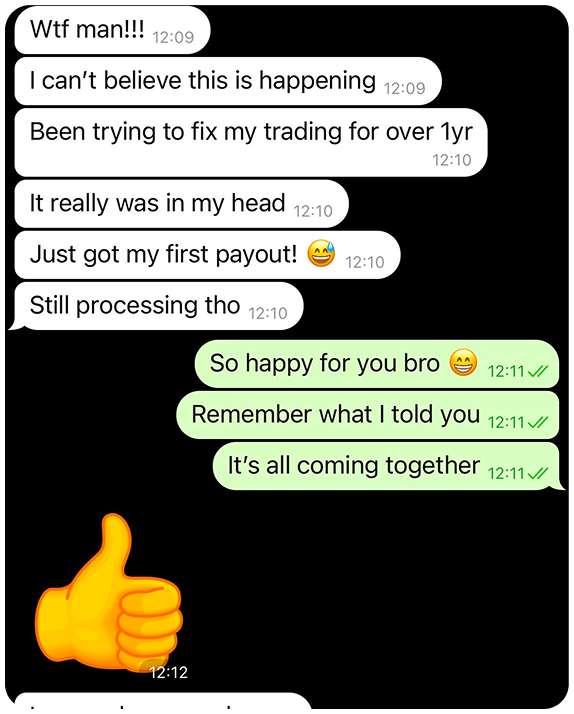 Wtf man!!! 12:09
I can’t believe this is happening 12:09
Been trying to fix my trading for over 1yr
12:10
It really was in my head 12:10
Just got my first payout! 😅 12:10
Still processing tho 12:10
So happy for you bro 😁 12:11
Remember what I told you 12:11
It’s all coming together 12:11
12:12